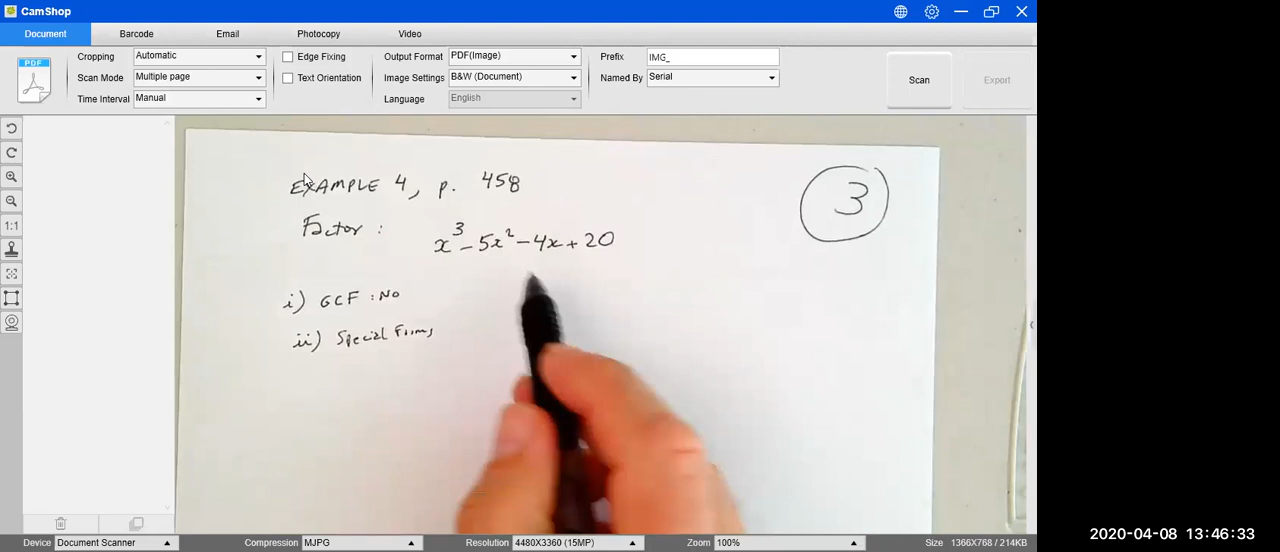 CamShop
Document
Barcode
Email
Photocopy
Video
PDF
Cropping
Automatic
Edge Fixing
Output Format
PDF(Image)
Prefix
IMG_
Scan Mode
Multiple page
Text Orientation
Image Settings
B&W (Document)
Named By
Serial
Scan
Export
Time Interval
Manual
Language
English
1:1
EXAMPLE 4, p. 458
3
Factor :
x³ - 5x² - 4x + 20
i) GCF : No
ii) Special Forms
Device
Document Scanner
Compression
MJPG
Resolution
4480X3360 (15MP)
Zoom
100%
Size
1366X768 / 214KB
2020-04-08 13:46:33